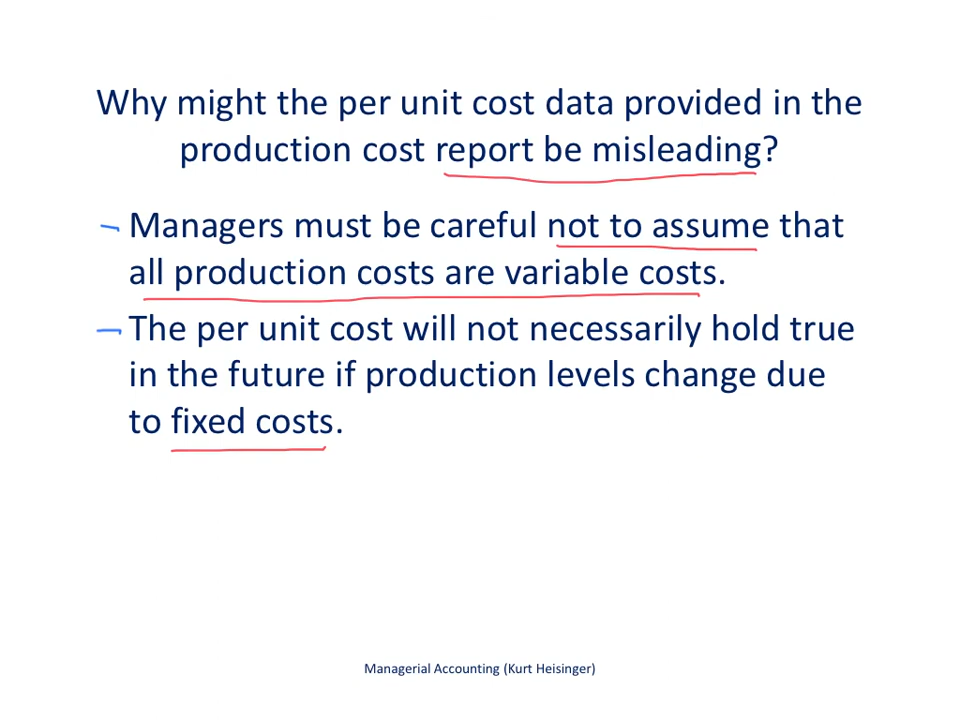 Why might the per unit cost data provided in the
production cost report be misleading?
Managers must be careful not to assume that
all production costs are variable costs.
The per unit cost will not necessarily hold true
in the future if production levels change due
to fixed costs.
Managerial Accounting (Kurt Heisinger)